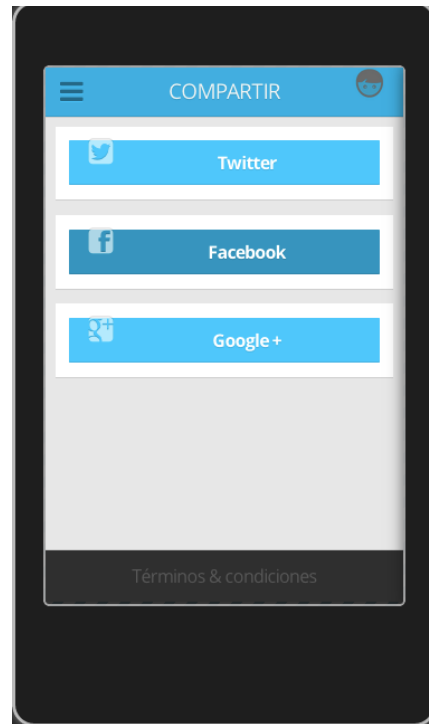 COMPARTIR
Twitter
Facebook
Google +
Términos & condiciones